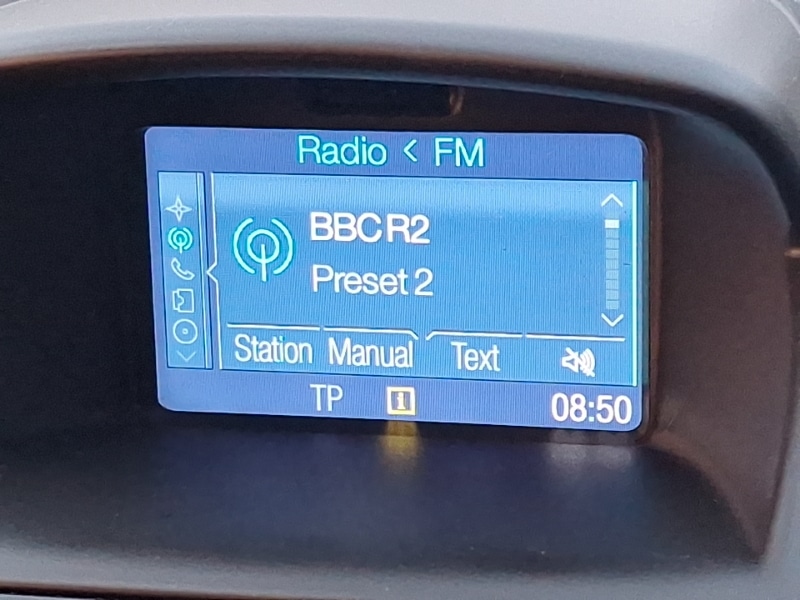 Radio < FM
BBC R2
Preset 2
Station Manual Text
TP i 08:50